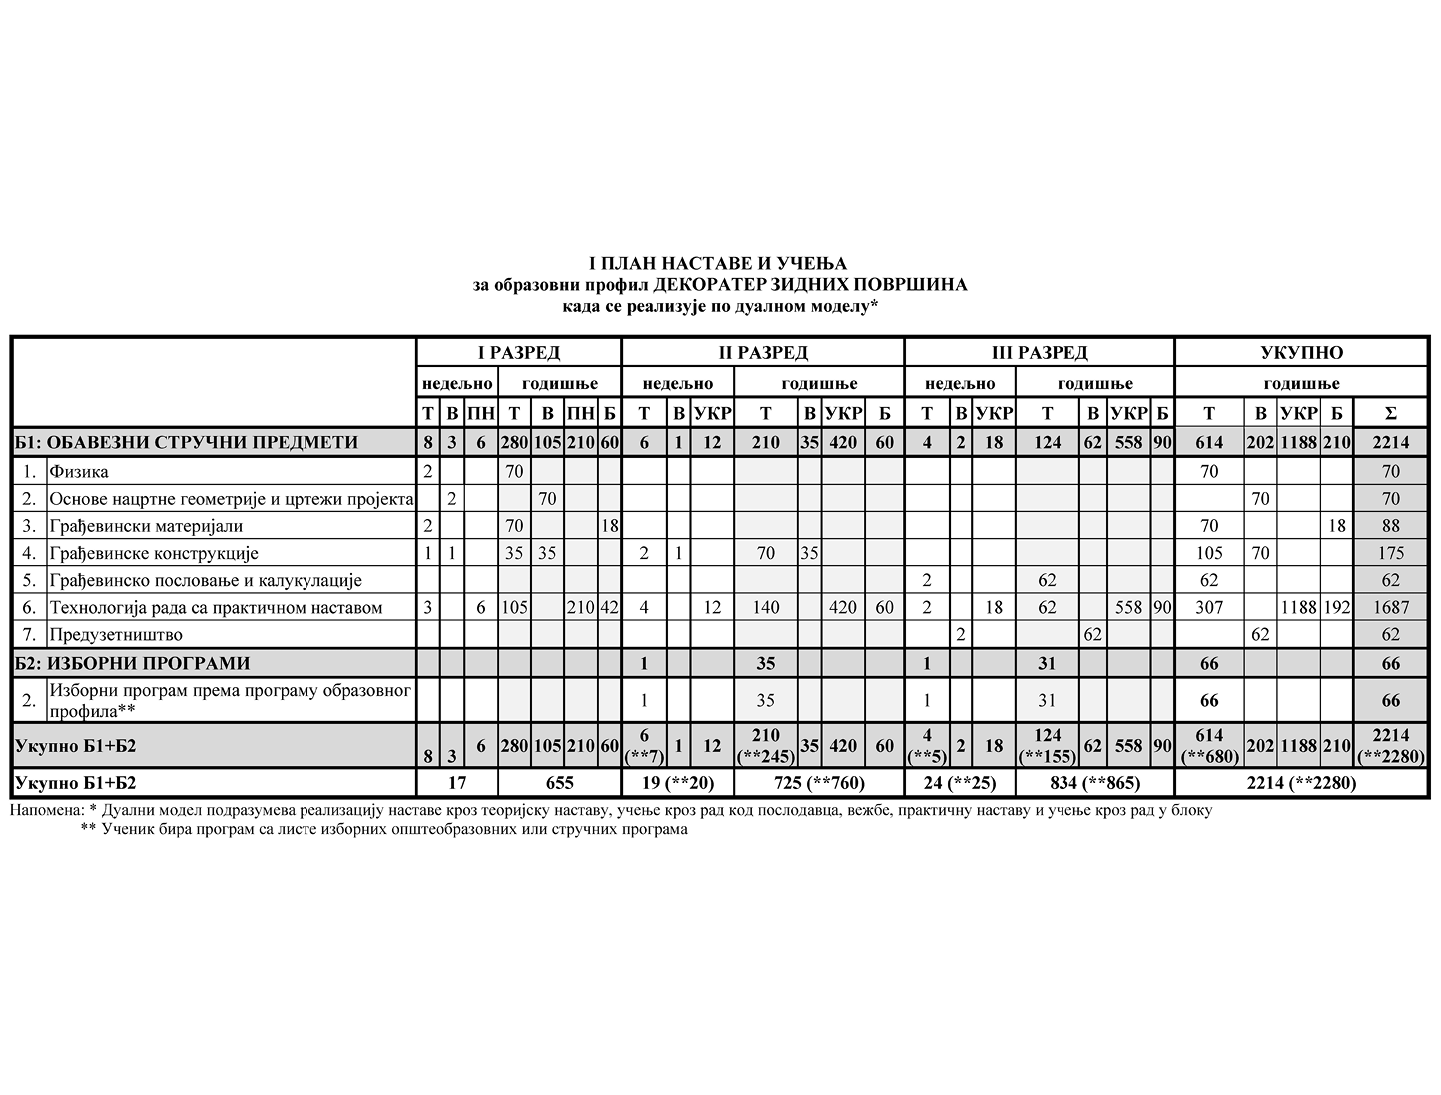 I ПЛАН НАСТАВЕ И УЧЕЊА
за образовни профил ДЕКОРАТЕР ЗИДНИХ ПОВРШИНА
када се реализује по дуалном моделу*
I РАЗРЕД II РАЗРЕД III РАЗРЕД УКУПНО
недељно годишње недељно годишње недељно годишње годишње
Т В ПН Т В ПН Б Т В УКР Т В УКР Б Т В УКР Т В УКР Б Т В УКР Б Σ
Б1: ОБАВЕЗНИ СТРУЧНИ ПРЕДМЕТИ 8 3 6 280 105 210 60 6 1 12 210 35 420 60 4 2 18 124 62 558 90 614 202 1188 210 2214
1. Физика 2 70 70 70
2. Основе нацртне геометрије и цртежи пројекта 2 70 70 70
3. Грађевински материјали 2 70 18 70 18 88
4. Грађевинске конструкције 1 1 35 35 2 1 70 35 105 70 175
5. Грађевинско пословање и калукулације 2 62 62 62
6. Технологија рада са практичном наставом 3 6 105 210 42 4 12 140 420 60 2 18 62 558 90 307 1188 192 1687
7. Предузетништво 2 62 62 62
Б2: ИЗБОРНИ ПРОГРАМИ 1 35 1 31 66 66
2. Изборни програм према програму образовног профила** 1 35 1 31 66 66
Укупно Б1+Б2 8 3 6 280 105 210 60 6 (**7) 1 12 210 (**245) 35 420 60 4 (**5) 2 18 124 (**155) 62 558 90 614 (**680) 202 1188 210 2214 (**2280)
Укупно Б1+Б2 17 655 19 (**20) 725 (**760) 24 (**25) 834 (**865) 2214 (**2280)
Напомена: * Дуални модел подразумева реализацију наставе кроз теоријску наставу, учење кроз рад код послодавца, вежбе, практичну наставу и учење кроз рад у блоку
** Ученик бира програм са листе изборних општеобразовних или стручних програма